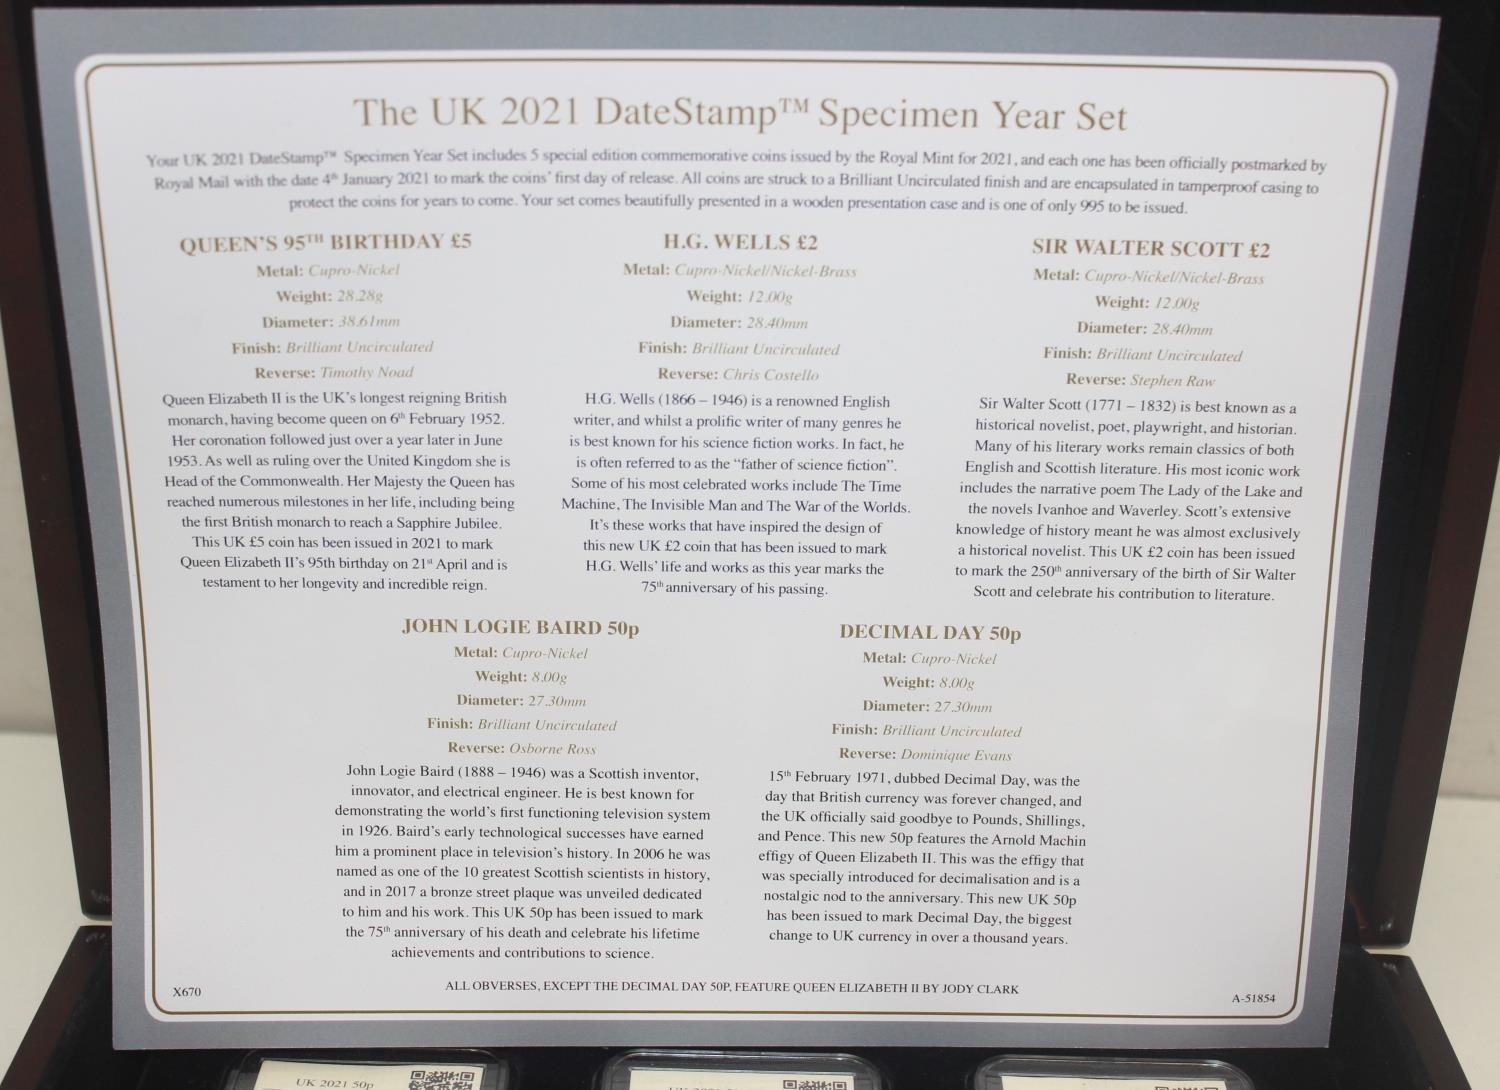 The UK 2021 DateStamp™ Specimen Year Set
Your UK 2021 DateStamp™ Specimen Year Set includes 5 special edition commemorative coins issued by the Royal Mint for 2021, and each one has been officially postmarked by
Royal Mail with the date 4th January 2021 to mark the coins' first day of release. All coins are struck to a Brilliant Uncirculated finish and are encapsulated in tamperproof casing to
protect the coins for years to come. Your set comes beautifully presented in a wooden presentation case and is one of only 995 to be issued.
QUEEN'S 95TH BIRTHDAY £5
Metal: Cupro-Nickel
Weight: 28.28g
Diameter: 38.61mm
Finish: Brilliant Uncirculated
Reverse: Timothy Noad
Queen Elizabeth II is the UK's longest reigning British
monarch, having become queen on 6th February 1952.
Her coronation followed just over a year later in June
1953. As well as ruling over the United Kingdom she is
Head of the Commonwealth. Her Majesty the Queen has
reached numerous milestones in her life, including being
the first British monarch to reach a Sapphire Jubilee.
This UK £5 coin has been issued in 2021 to mark
Queen Elizabeth II's 95th birthday on 21st April and is
testament to her longevity and incredible reign.
H.G. WELLS £2
Metal: Cupro-Nickel/Nickel-Brass
Weight: 12.00g
Diameter: 28.40mm
Finish: Brilliant Uncirculated
Reverse: Chris Costello
H.G. Wells (1866 – 1946) is a renowned English
writer, and whilst a prolific writer of many genres he
is best known for his science fiction works. In fact, he
is often referred to as the "father of science fiction".
Some of his most celebrated works include The Time
Machine, The Invisible Man and The War of the Worlds.
It's these works that have inspired the design of
this new UK £2 coin that has been issued to mark
H.G. Wells' life and works as this year marks the
75th anniversary of his passing.
SIR WALTER SCOTT £2
Metal: Cupro-Nickel/Nickel-Brass
Weight: 12.00g
Diameter: 28.40mm
Finish: Brilliant Uncirculated
Reverse: Stephen Raw
Sir Walter Scott (1771 – 1832) is best known as a
historical novelist, poet, playwright, and historian.
Many of his literary works remain classics of both
English and Scottish literature. His most iconic work
includes the narrative poem The Lady of the Lake and
the novels Ivanhoe and Waverley. Scott's extensive
knowledge of history meant he was almost exclusively
a historical novelist. This UK £2 coin has been issued
to mark the 250th anniversary of the birth of Sir Walter
Scott and celebrate his contribution to literature.
JOHN LOGIE BAIRD 50p
Metal: Cupro-Nickel
Weight: 8.00g
Diameter: 27.30mm
Finish: Brilliant Uncirculated
Reverse: Osborne Ross
John Logie Baird (1888 – 1946) was a Scottish inventor,
innovator, and electrical engineer. He is best known for
demonstrating the world's first functioning television system
in 1926. Baird's early technological successes have earned
him a prominent place in television's history. In 2006 he was
named as one of the 10 greatest Scottish scientists in history,
and in 2017 a bronze street plaque was unveiled dedicated
to him and his work. This UK 50p has been issued to mark
the 75th anniversary of his death and celebrate his lifetime
achievements and contributions to science.
DECIMAL DAY 50p
Metal: Cupro-Nickel
Weight: 8.00g
Diameter: 27.30mm
Finish: Brilliant Uncirculated
Reverse: Dominique Evans
15th February 1971, dubbed Decimal Day, was the
day that British currency was forever changed, and
the UK officially said goodbye to Pounds, Shillings,
and Pence. This new 50p features the Arnold Machin
effigy of Queen Elizabeth II. This was the effigy that
was specially introduced for decimalisation and is a
nostalgic nod to the anniversary. This new UK 50p
has been issued to mark Decimal Day, the biggest
change to UK currency in over a thousand years.
X670
ALL OBVERSES, EXCEPT THE DECIMAL DAY 50P, FEATURE QUEEN ELIZABETH II BY JODY CLARK
A-51854
UK 2021 50p